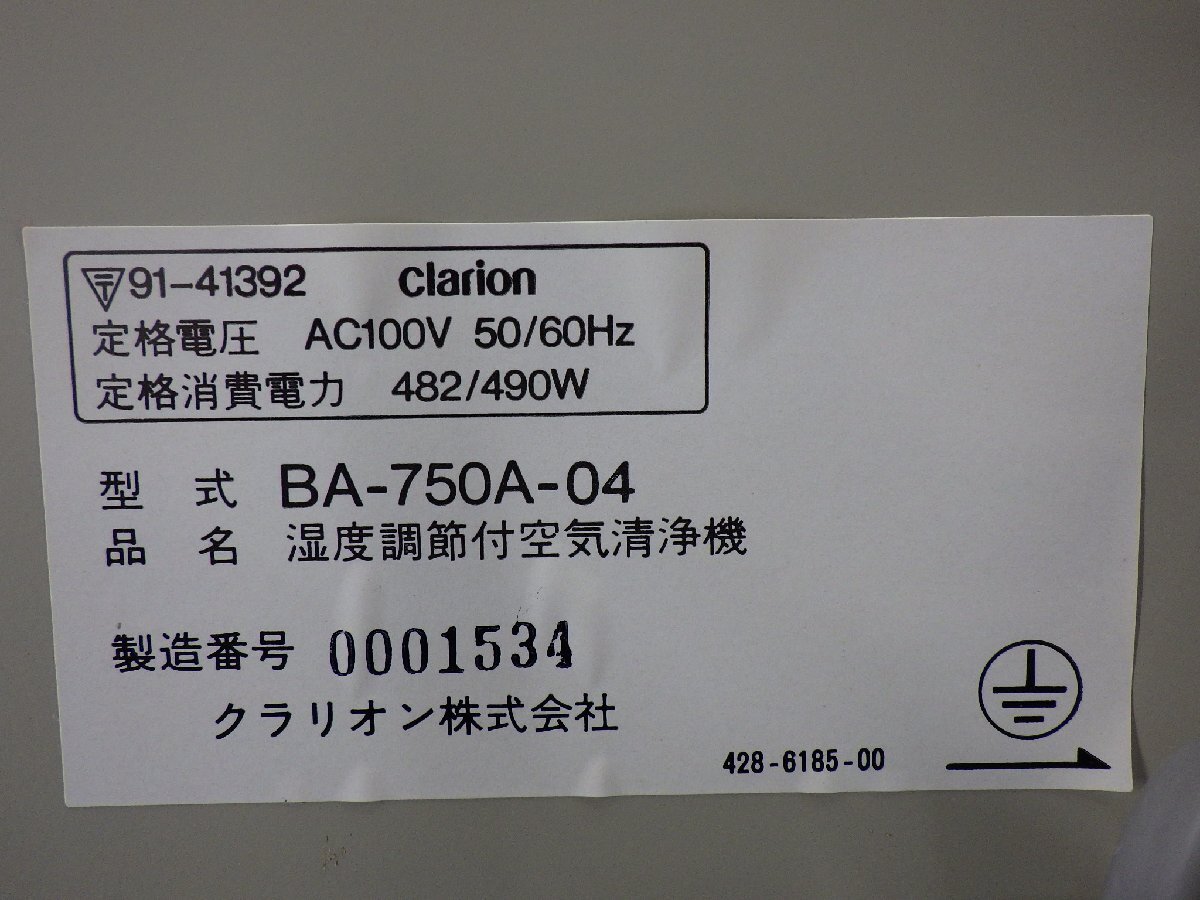 91-41392 Clarion
定格電圧 AC100V 50/60Hz
定格消費電力 482/490W
型式 BA-750A-04
品名 湿度調節付空気清浄機
製造番号 0001534
クラリオン株式会社
428-6185-00